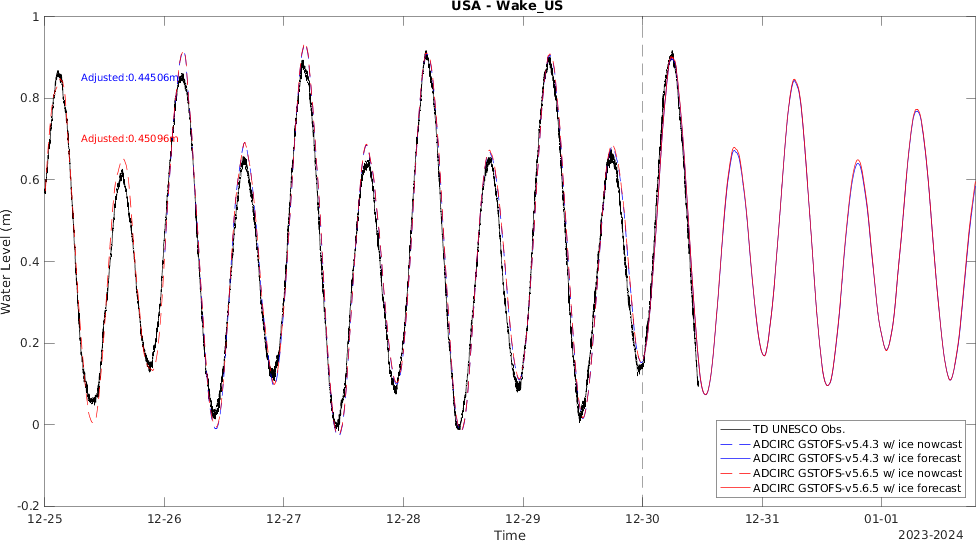 USA - Wake_US
Water Level (m)
1
0.8
0.6
0.4
0.2
0
-0.2
Adjusted:0.44506m
Adjusted:0.45096m
TD UNESCO Obs.
ADCIRC GSTOFS-v5.4.3 w/ ice nowcast
ADCIRC GSTOFS-v5.4.3 w/ ice forecast
ADCIRC GSTOFS-v5.6.5 w/ ice nowcast
ADCIRC GSTOFS-v5.6.5 w/ ice forecast
12-25 12-26 12-27 12-28 12-29 12-30 12-31 01-01
Time
2023-2024